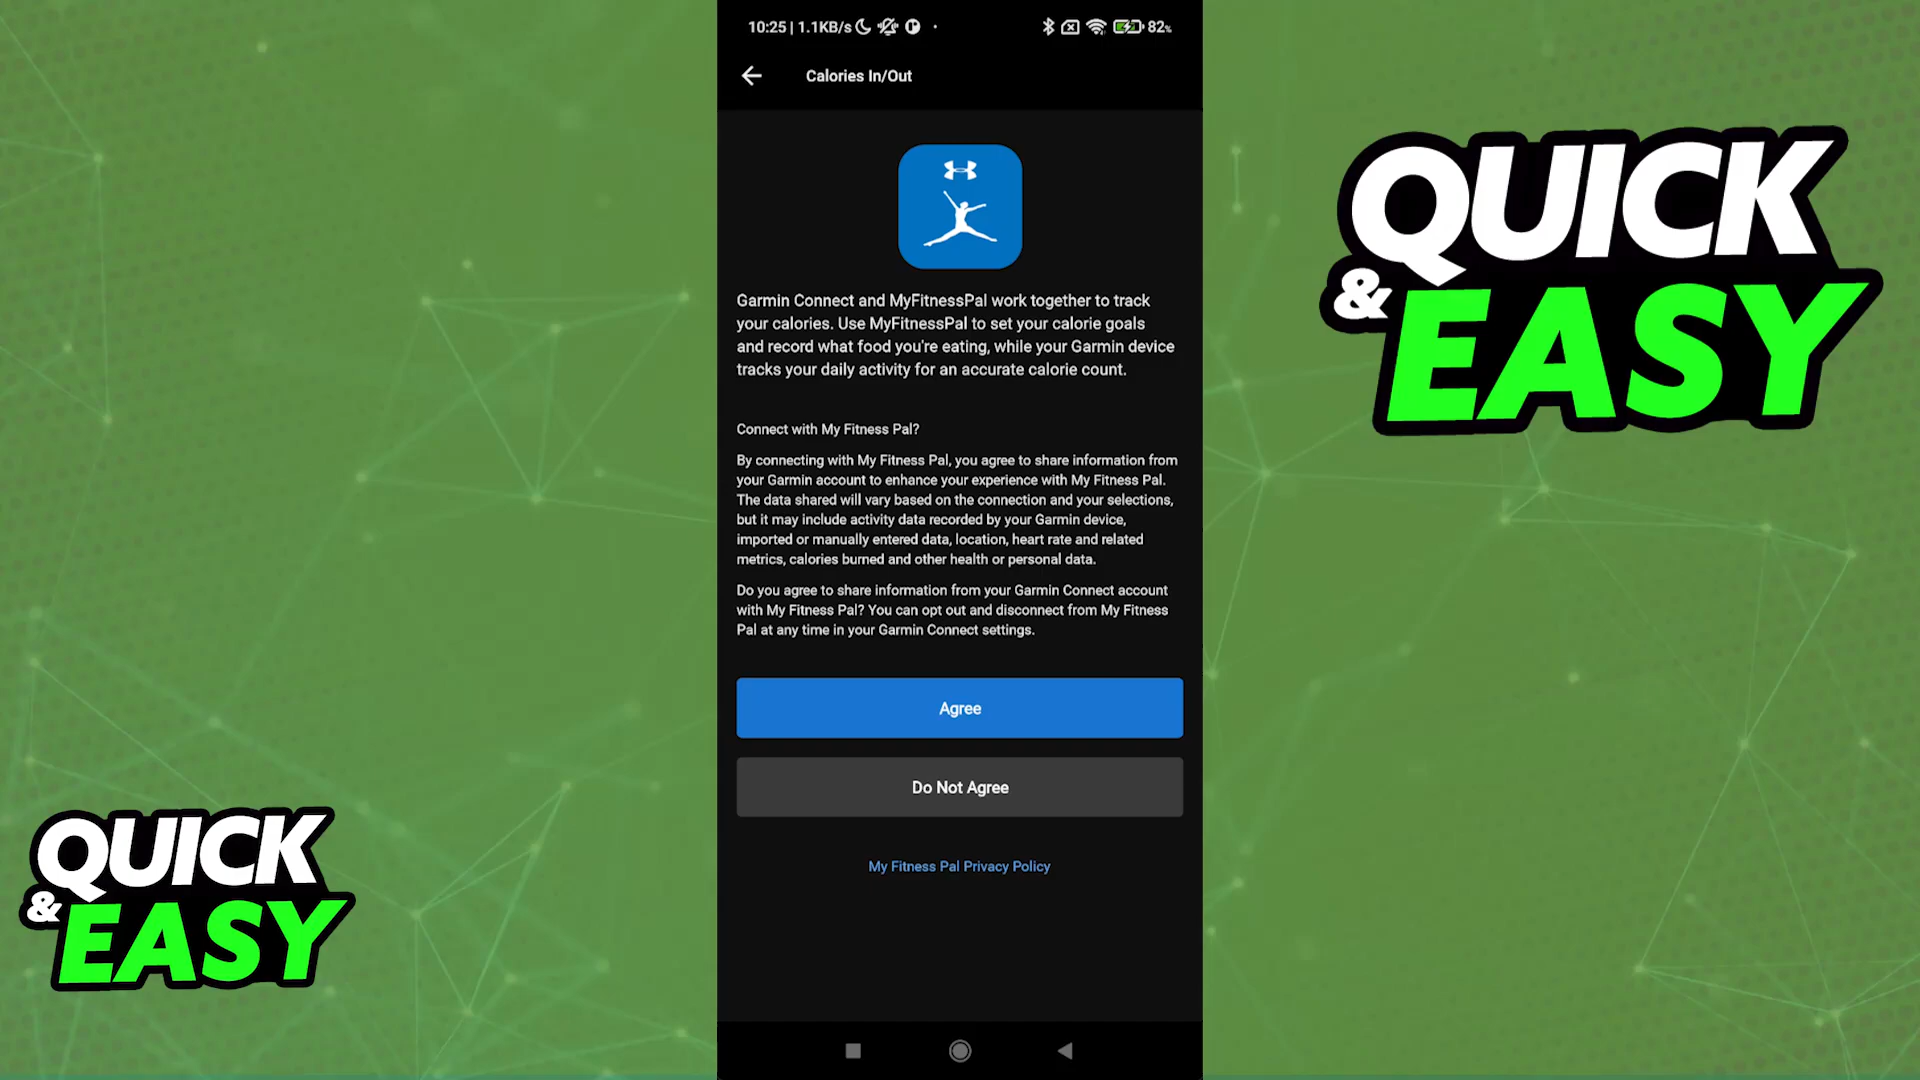 10:25 | 1.1KB/s
82%
Calories In/Out
Garmin Connect and MyFitnessPal work together to track
your calories. Use MyFitnessPal to set your calorie goals
and record what food you're eating, while your Garmin device
tracks your daily activity for an accurate calorie count.
Connect with My Fitness Pal?
By connecting with My Fitness Pal, you agree to share information from
your Garmin account to enhance your experience with My Fitness Pal.
The data shared will vary based on the connection and your selections,
but it may include activity data recorded by your Garmin device,
imported or manually entered data, location, heart rate and related
metrics, calories burned and other health or personal data.
Do you agree to share information from your Garmin Connect account
with My Fitness Pal? You can opt out and disconnect from My Fitness
Pal at any time in your Garmin Connect settings.
Agree
Do Not Agree
My Fitness Pal Privacy Policy
QUICK
& EASY
QUICK
& EASY